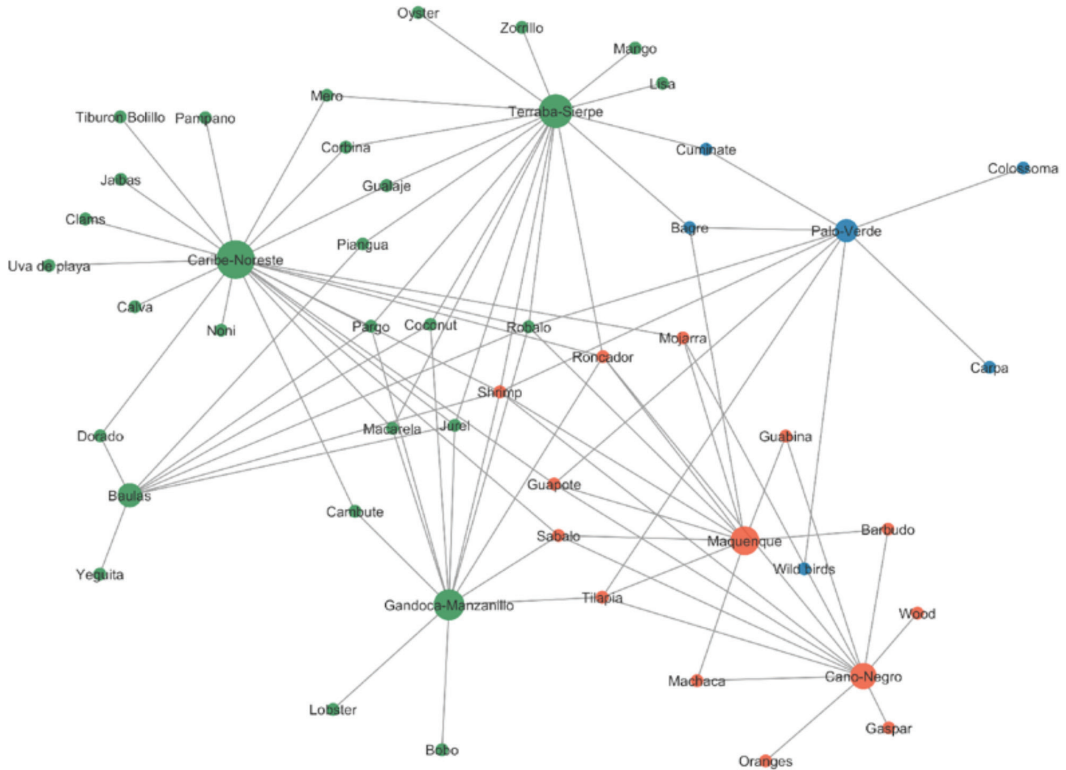 Oyster
Zorrillo
Mango
Lisa
Mero
Terraba-Sierpe
Tiburon Bolillo
Pampano
Corbina
Cuminate
Colossoma
Jaibas
Gualaje
Clams
Bagre
Palo-Verde
Piangua
Caribe-Noreste
Uva de playa
Calva
Noni
Pargo
Coconut
Robalo
Mojarra
Roncador
Carpa
Shrimp
Macarela
Jurel
Dorado
Guabina
Guapote
Baulas
Cambute
Sabalo
Maquenque
Barbudo
Yeguita
Wild birds
Gandoca-Manzanillo
Tilapia
Wood
Machaca
Cano-Negro
Lobster
Gaspar
Bobo
Oranges